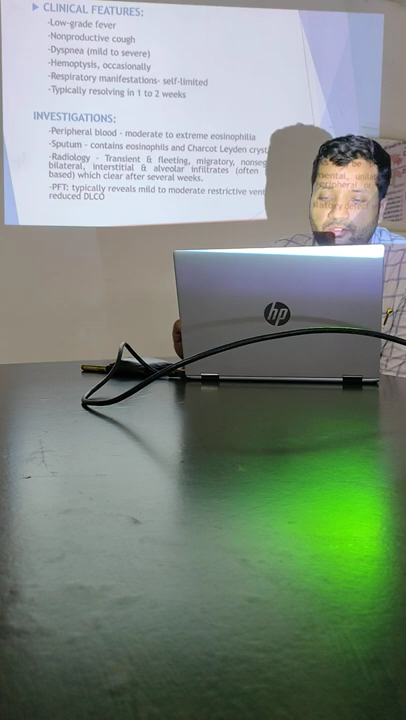 ▶ CLINICAL FEATURES:
-Low-grade fever
-Nonproductive cough
-Dyspnea (mild to severe)
-Hemoptysis, occasionally
-Respiratory manifestations- self-limited
-Typically resolving in 1 to 2 weeks
INVESTIGATIONS:
-Peripheral blood - moderate to extreme eosinophilia
-Sputum - contains eosinophils and Charcot Leyden
-Radiology - Transient & fleeting, migratory,
bilateral, interstitial & alveolar infiltrates (often
based) which clear after several weeks.
-PFT: typically reveals mild to moderate restrictive
reduced DLCO
hp